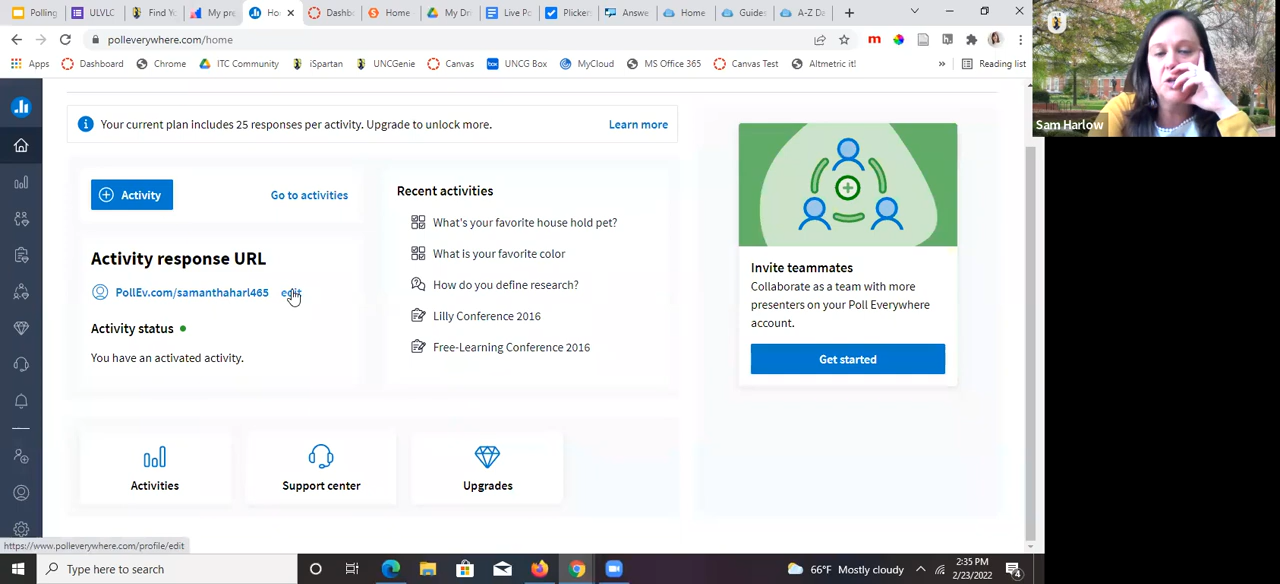 Polling
ULVLC
Find Yo
My pre
Ho
Dashb
Home
My Dr
Live Po
Plicker
Answe
Home
Guides
A-Z Da
polleverywhere.com/home
Apps
Dashboard
Chrome
ITC Community
iSpartan
UNCGenie
Canvas
box
UNCG Box
MyCloud
MS Office 365
Canvas Test
Altmetric it!
»
Reading list
Sam Harlow
Your current plan includes 25 responses per activity. Upgrade to unlock more.
Learn more
Activity
Go to activities
Recent activities
What's your favorite house hold pet?
What is your favorite color
How do you define research?
Lilly Conference 2016
Free-Learning Conference 2016
Activity response URL
PollEv.com/samanthaharl465
edit
Activity status
You have an activated activity.
Invite teammates
Collaborate as a team with more
presenters on your Poll Everywhere
account.
Get started
Activities
Support center
Upgrades
https://www.polleverywhere.com/profile/edit
Type here to search
66°F Mostly cloudy
2:35 PM
2/23/2022
4